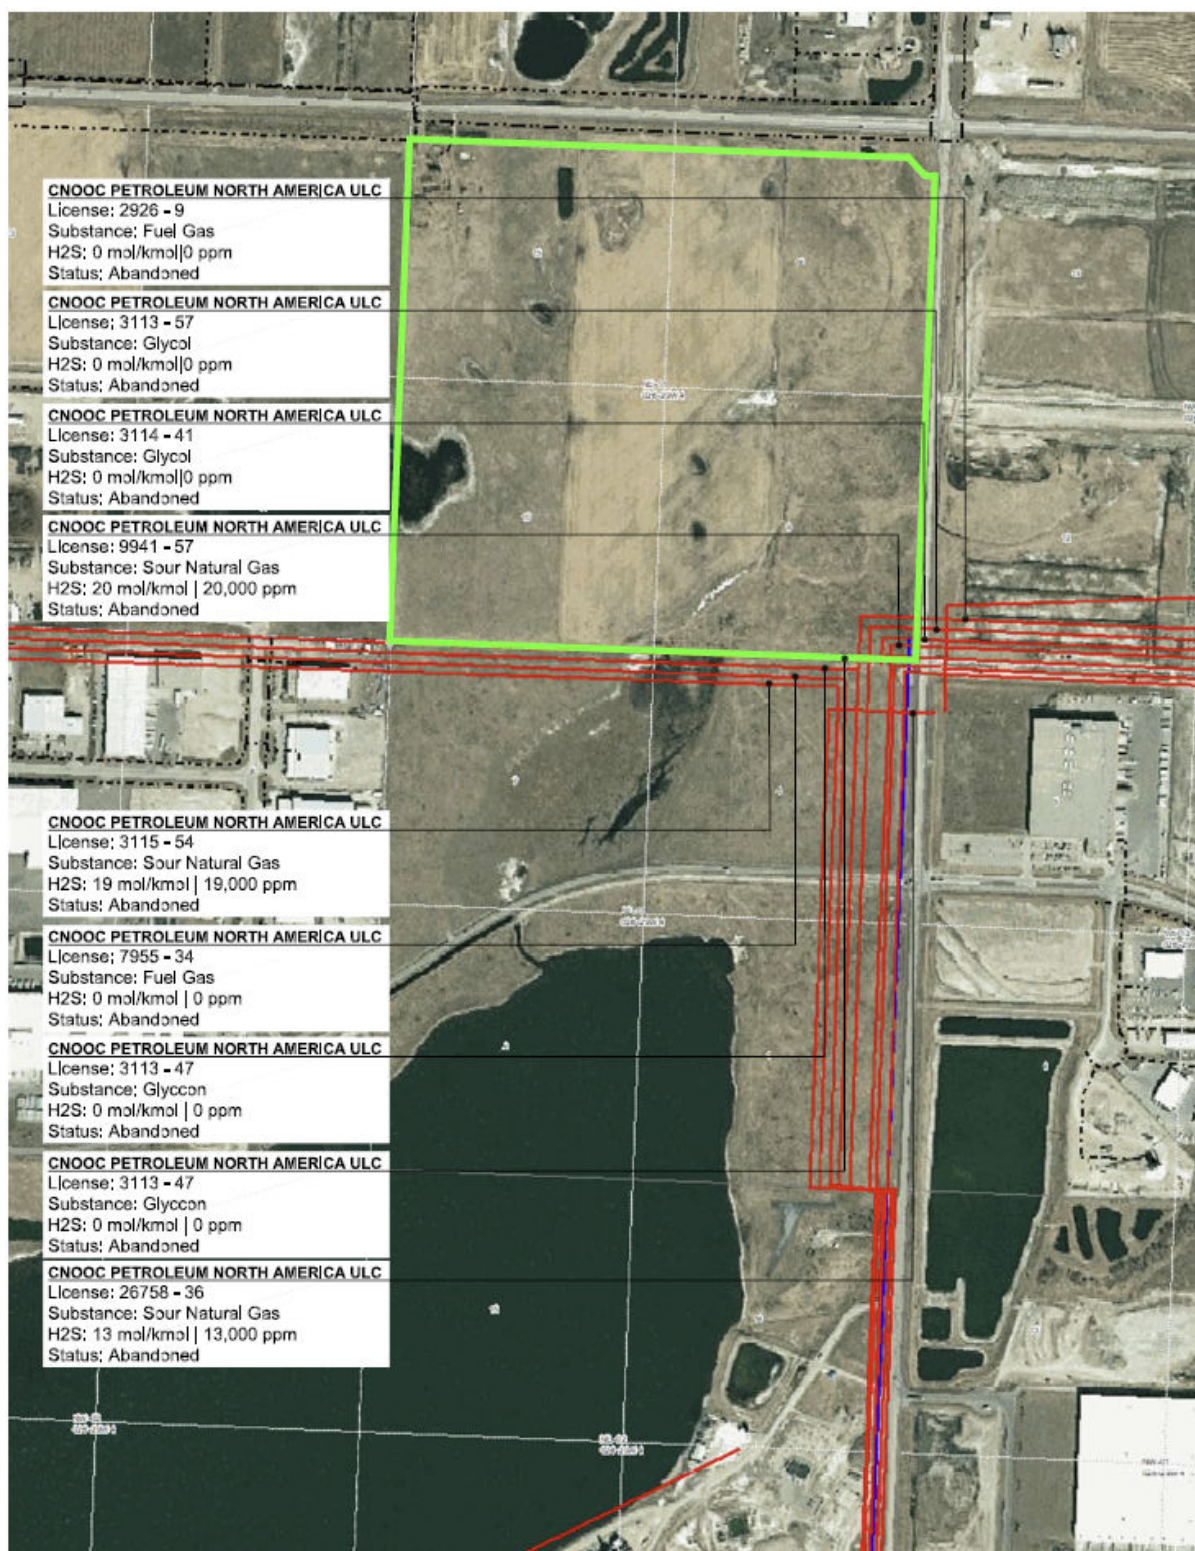 CNOOC PETROLEUM NORTH AMERICA ULC
License: 2926 - 9
Substance: Fuel Gas
H2S: 0 mol/kmol|0 ppm
Status: Abandoned
CNOOC PETROLEUM NORTH AMERICA ULC
License: 3113 - 57
Substance: Glycol
H2S: 0 mol/kmol|0 ppm
Status: Abandoned
CNOOC PETROLEUM NORTH AMERICA ULC
License: 3114 - 41
Substance: Glycol
H2S: 0 mol/kmol|0 ppm
Status: Abandoned
CNOOC PETROLEUM NORTH AMERICA ULC
License: 9941 - 57
Substance: Sour Natural Gas
H2S: 20 mol/kmol | 20,000 ppm
Status: Abandoned
CNOOC PETROLEUM NORTH AMERICA ULC
License: 3115 - 54
Substance: Sour Natural Gas
H2S: 19 mol/kmol | 19,000 ppm
Status: Abandoned
CNOOC PETROLEUM NORTH AMERICA ULC
License: 7955 - 34
Substance: Fuel Gas
H2S: 0 mol/kmol | 0 ppm
Status: Abandoned
CNOOC PETROLEUM NORTH AMERICA ULC
License: 3113 - 47
Substance: Glyccon
H2S: 0 mol/kmol | 0 ppm
Status: Abandoned
CNOOC PETROLEUM NORTH AMERICA ULC
License: 3113 - 47
Substance: Glyccon
H2S: 0 mol/kmol | 0 ppm
Status: Abandoned
CNOOC PETROLEUM NORTH AMERICA ULC
License: 26758 - 36
Substance: Sour Natural Gas
H2S: 13 mol/kmol | 13,000 ppm
Status: Abandoned